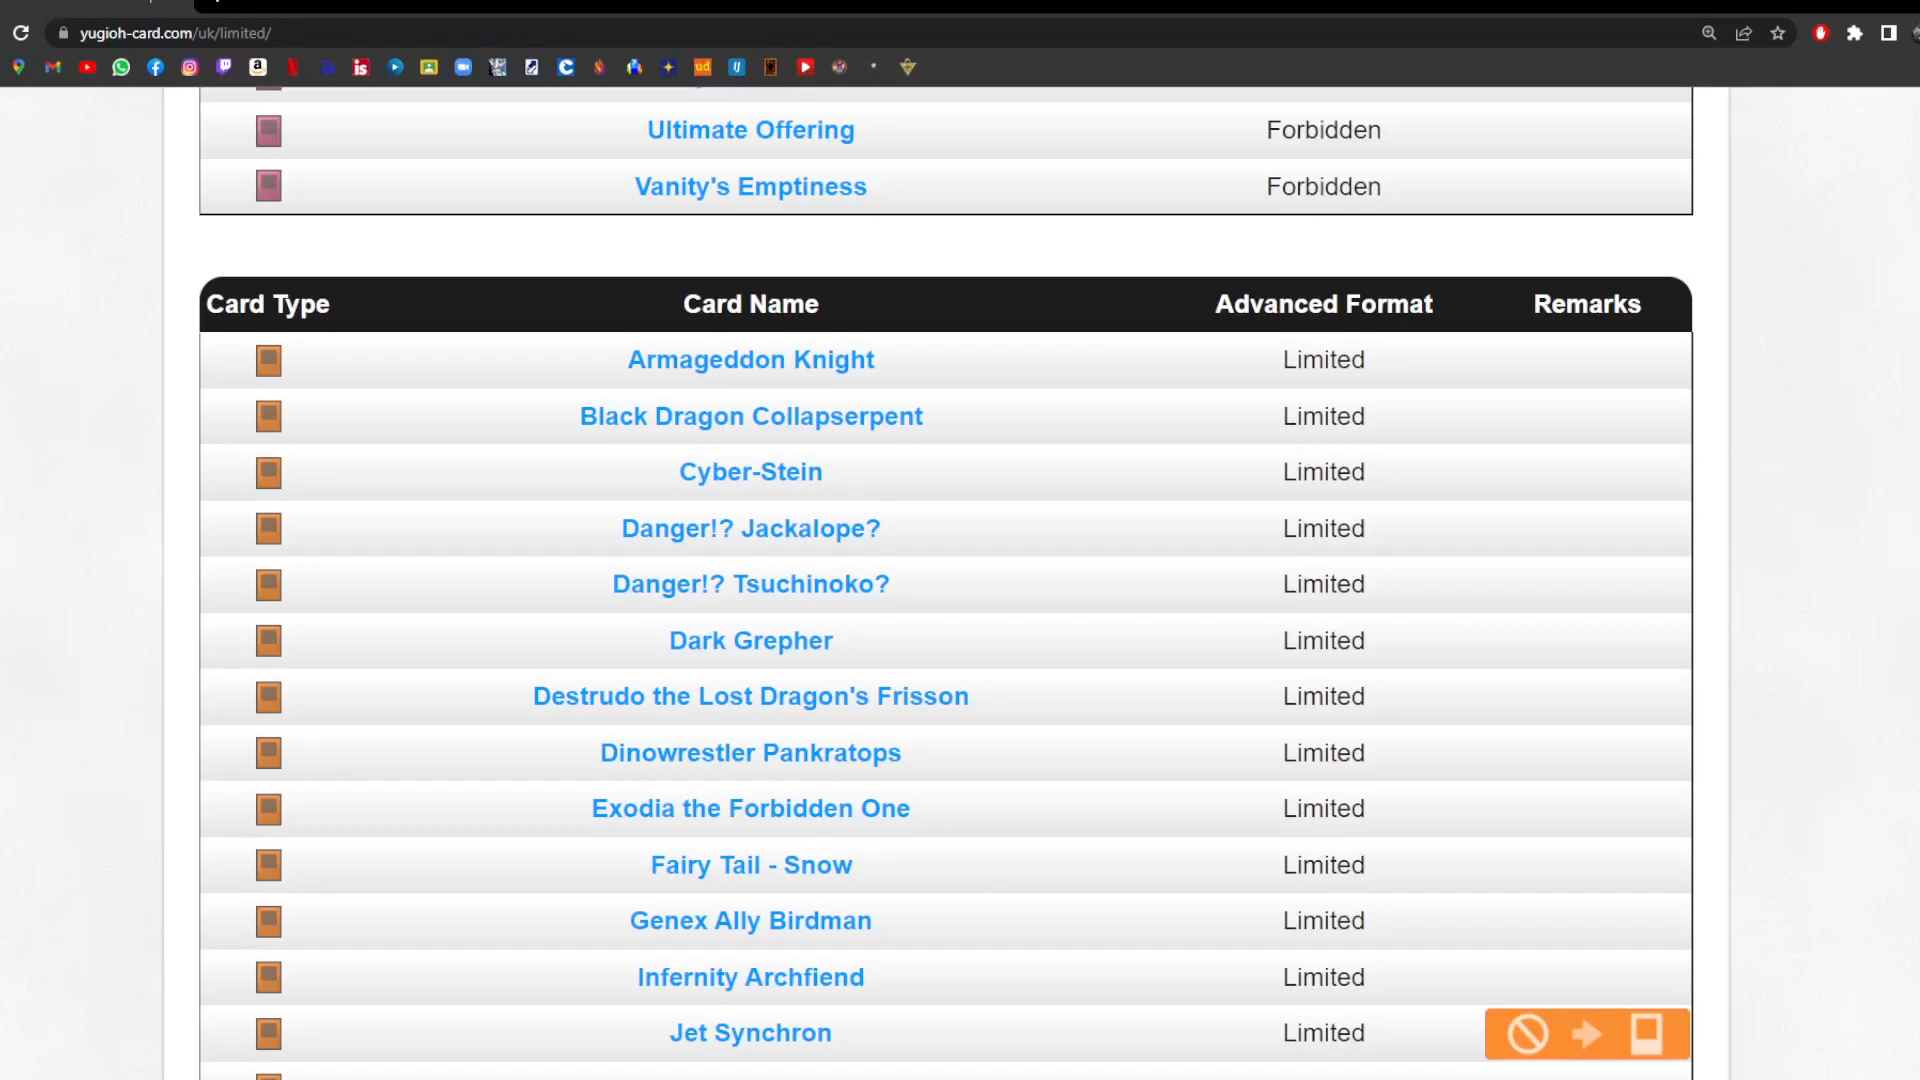 yugioh-card.com/uk/limited/
is
ud
Ultimate Offering Forbidden
Vanity's Emptiness Forbidden
Card Type Card Name Advanced Format Remarks
Armageddon Knight Limited
Black Dragon Collapserpent Limited
Cyber-Stein Limited
Danger!? Jackalope? Limited
Danger!? Tsuchinoko? Limited
Dark Grepher Limited
Destrudo the Lost Dragon's Frisson Limited
Dinowrestler Pankratops Limited
Exodia the Forbidden One Limited
Fairy Tail - Snow Limited
Genex Ally Birdman Limited
Infernity Archfiend Limited
Jet Synchron Limited